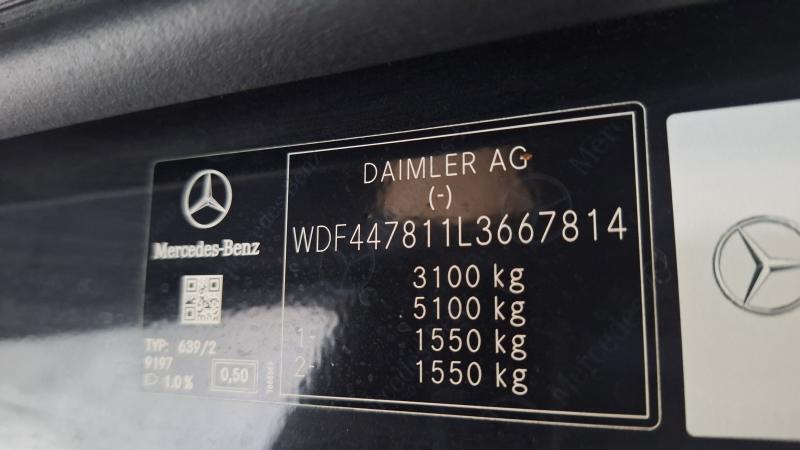 Mercedes-Benz
TYP: 639/2
9197
1.0%
0,50
DAIMLER AG
(-)
WDF447811L3667814
3100 kg
5100 kg
1- 1550 kg
2- 1550 kg